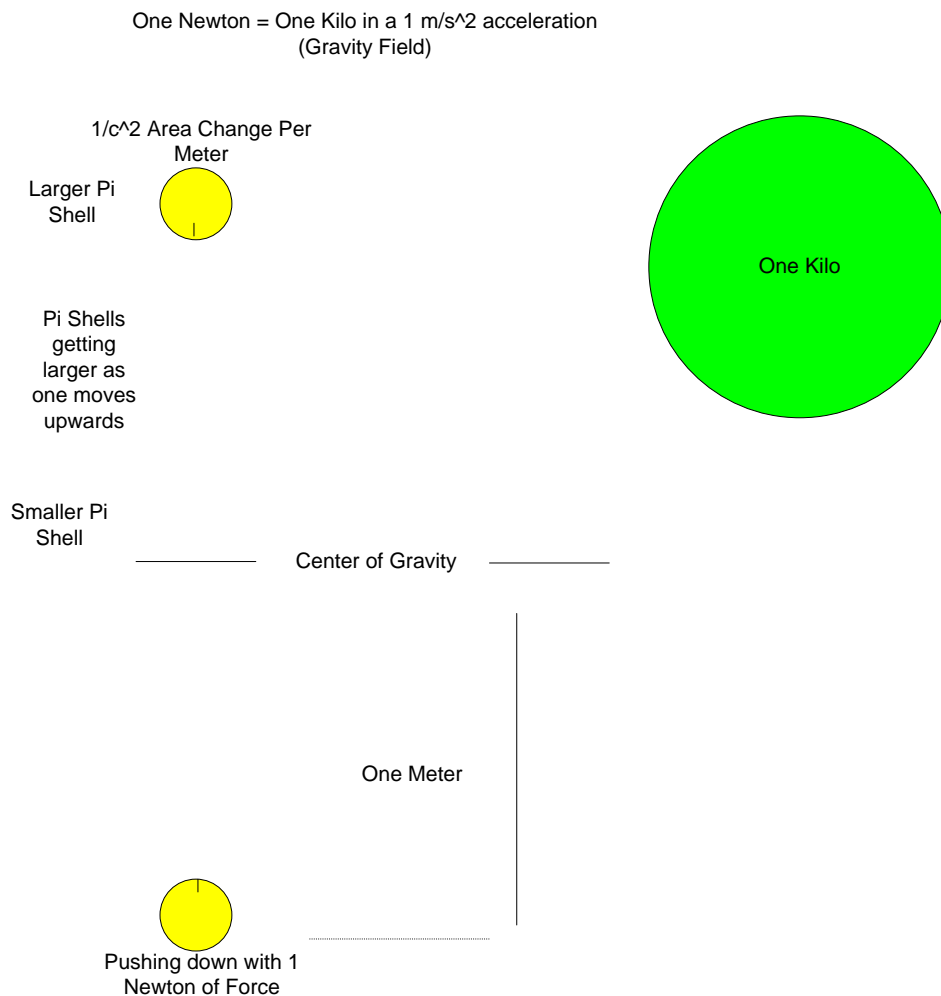 One Newton = One Kilo in a 1 m/s^2 acceleration
(Gravity Field)
1/c^2 Area Change Per
Meter
Larger Pi
Shell
One Kilo
Pi Shells
getting
larger as
one moves
upwards
Smaller Pi
Shell
Center of Gravity
One Meter
Pushing down with 1
Newton of Force